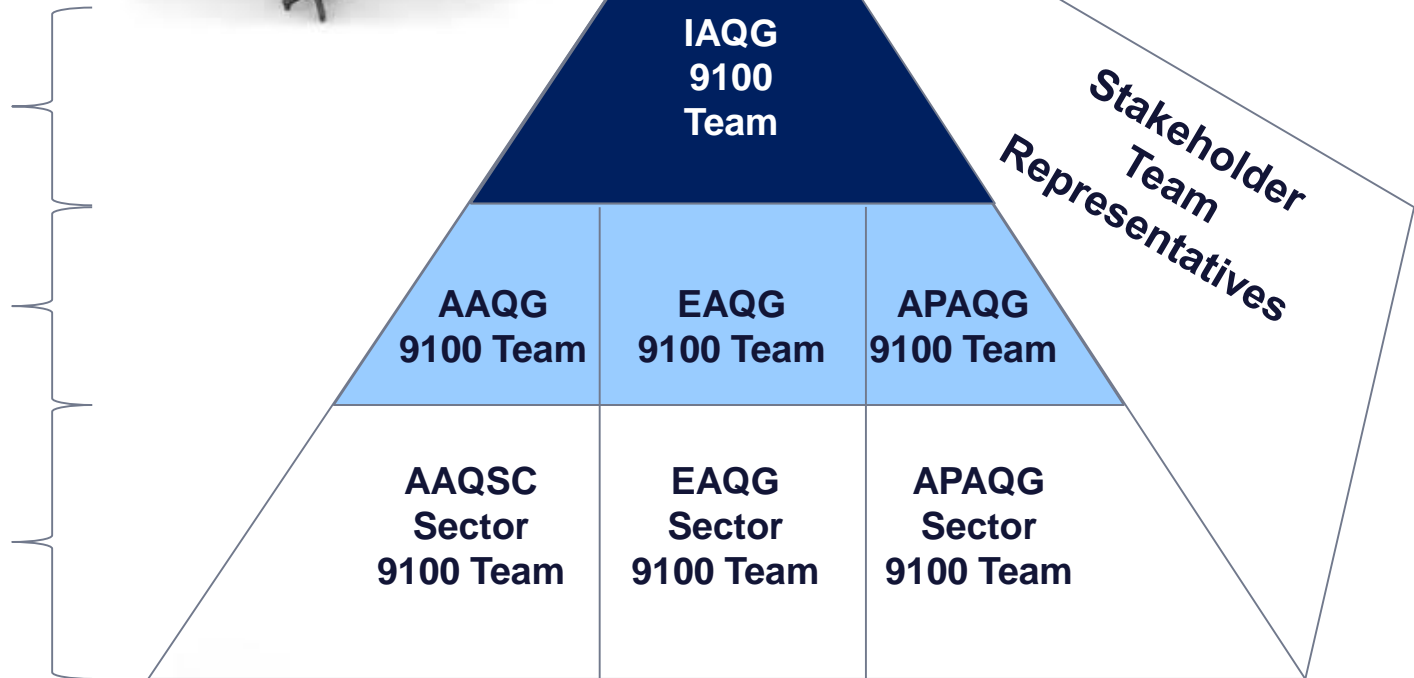 IAQG
9100
Team
Stakeholder
Team
Representatives
AAQG
9100 Team
EAQG
9100 Team
APAQG
9100 Team
AAQSC
Sector
9100 Team
EAQG
Sector
9100 Team
APAQG
Sector
9100 Team